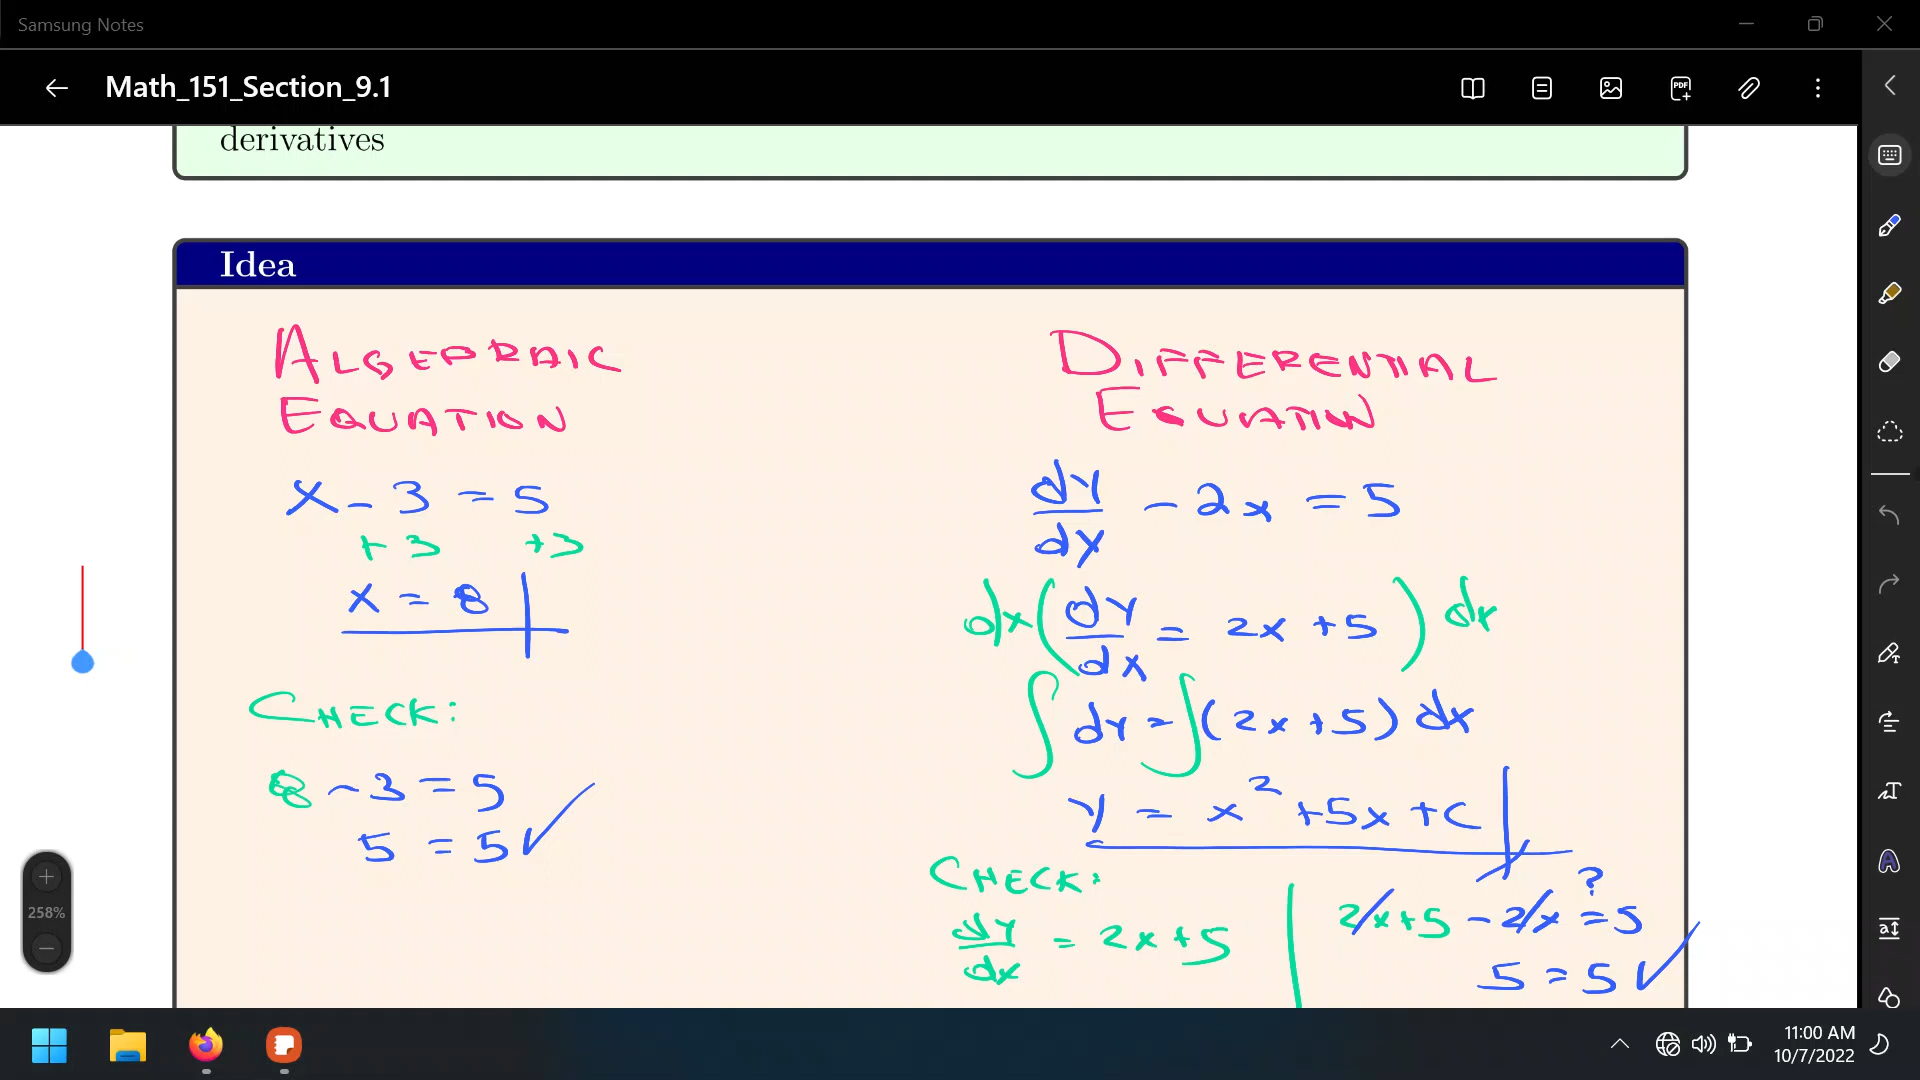 Samsung Notes
Math_151_Section_9.1
derivatives
Idea
ALGEBRAIC
EQUATION
x - 3 = 5
+3 +3
x = 8
CHECK:
8 - 3 = 5
5 = 5 ✓
DIFFERENTIAL
EQUATION
dy/dx - 2x = 5
dx( dy/dx = 2x + 5 ) dx
∫ dy = ∫ (2x + 5) dx
y = x² + 5x + C
CHECK:
dy/dx = 2x + 5
2x + 5 - 2x ?= 5
5 = 5 ✓
258%
11:00 AM
10/7/2022